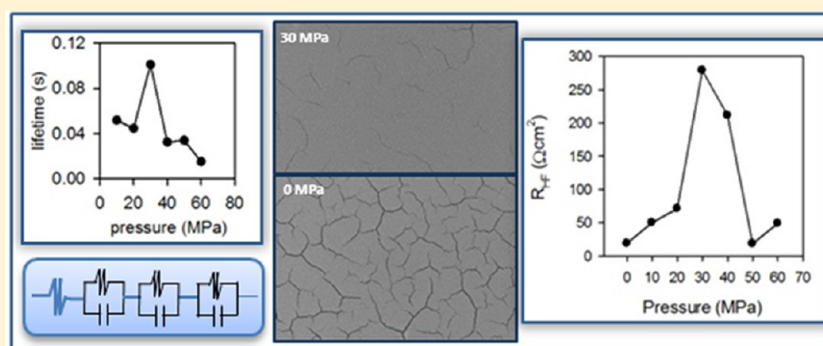 0.12
0.08
0.04
0.00
lifetime (s)
0 20 40 60 80
pressure (MPa)
30 MPa
0 MPa
300
250
200
150
100
50
0
R_HF (Ωcm²)
0 10 20 30 40 50 60 70
Pressure (MPa)